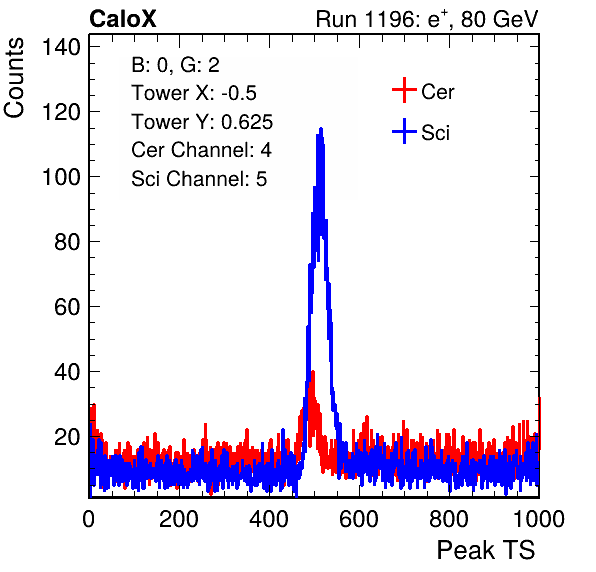 CaloX Run 1196: e⁺, 80 GeV
Counts
B: 0, G: 2
Tower X: -0.5
Tower Y: 0.625
Cer Channel: 4
Sci Channel: 5
Cer
Sci
140
120
100
80
60
40
20
0 200 400 600 800 1000
Peak TS